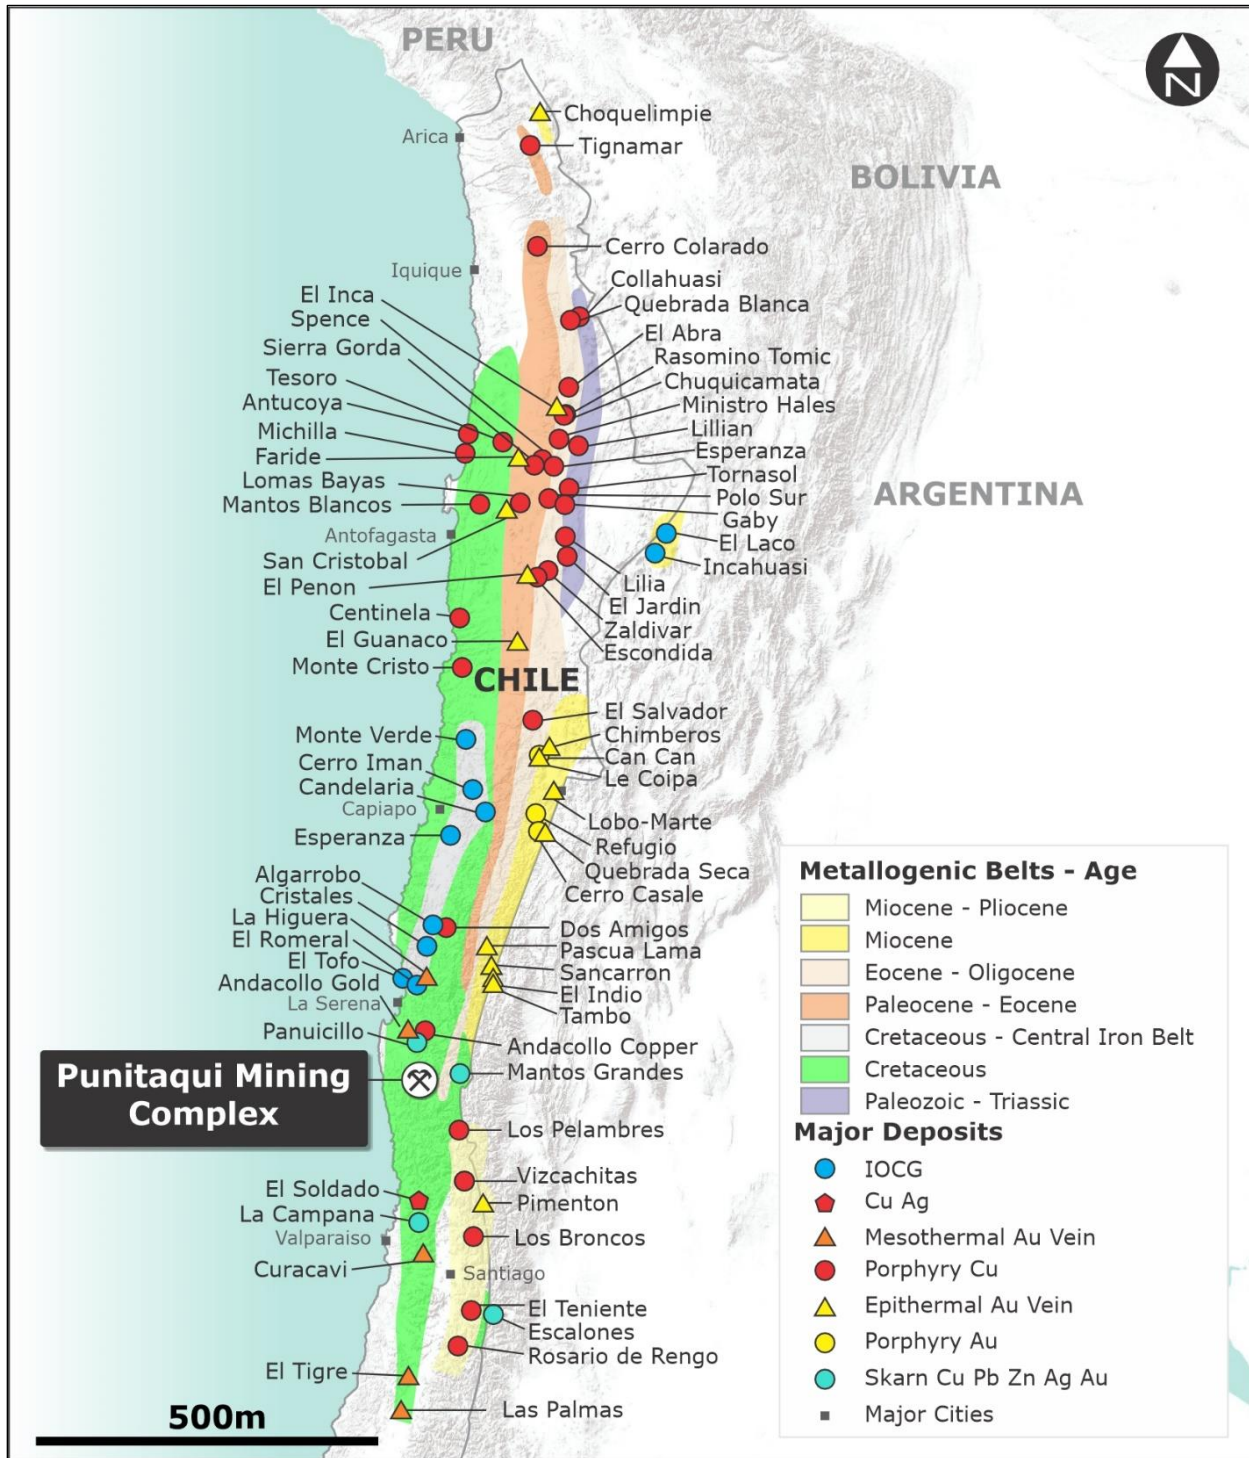 PERU
N
BOLIVIA
ARGENTINA
CHILE
Choquelimpie
Arica
Tignamar
Cerro Colarado
Iquique
Collahuasi
El Inca
Quebrada Blanca
Spence
El Abra
Sierra Gorda
Rasomino Tomic
Tesoro
Chuquicamata
Antucoya
Ministro Hales
Michilla
Lillian
Faride
Esperanza
Lomas Bayas
Tornasol
Mantos Blancos
Polo Sur
Gaby
Antofagasta
El Laco
San Cristobal
Incahuasi
El Penon
Lilia
El Jardin
Centinela
Zaldivar
El Guanaco
Escondida
Monte Cristo
El Salvador
Monte Verde
Chimberos
Cerro Iman
Can Can
Candelaria
Le Coipa
Capiapo
Lobo-Marte
Esperanza
Refugio
Quebrada Seca
Algarrobo
Cerro Casale
Cristales
La Higuera
Dos Amigos
El Romeral
Pascua Lama
El Tofo
Sancarron
Andacollo Gold
El Indio
La Serena
Tambo
Panuicillo
Andacollo Copper
Punitaqui Mining
Complex
Mantos Grandes
Los Pelambres
Vizcachitas
El Soldado
Pimenton
La Campana
Valparaiso
Los Broncos
Curacavi
Santiago
El Teniente
Escalones
Rosario de Rengo
El Tigre
Las Palmas
500m
Metallogenic Belts - Age
Miocene - Pliocene
Miocene
Eocene - Oligocene
Paleocene - Eocene
Cretaceous - Central Iron Belt
Cretaceous
Paleozoic - Triassic
Major Deposits
IOCG
Cu Ag
Mesothermal Au Vein
Porphyry Cu
Epithermal Au Vein
Porphyry Au
Skarn Cu Pb Zn Ag Au
Major Cities